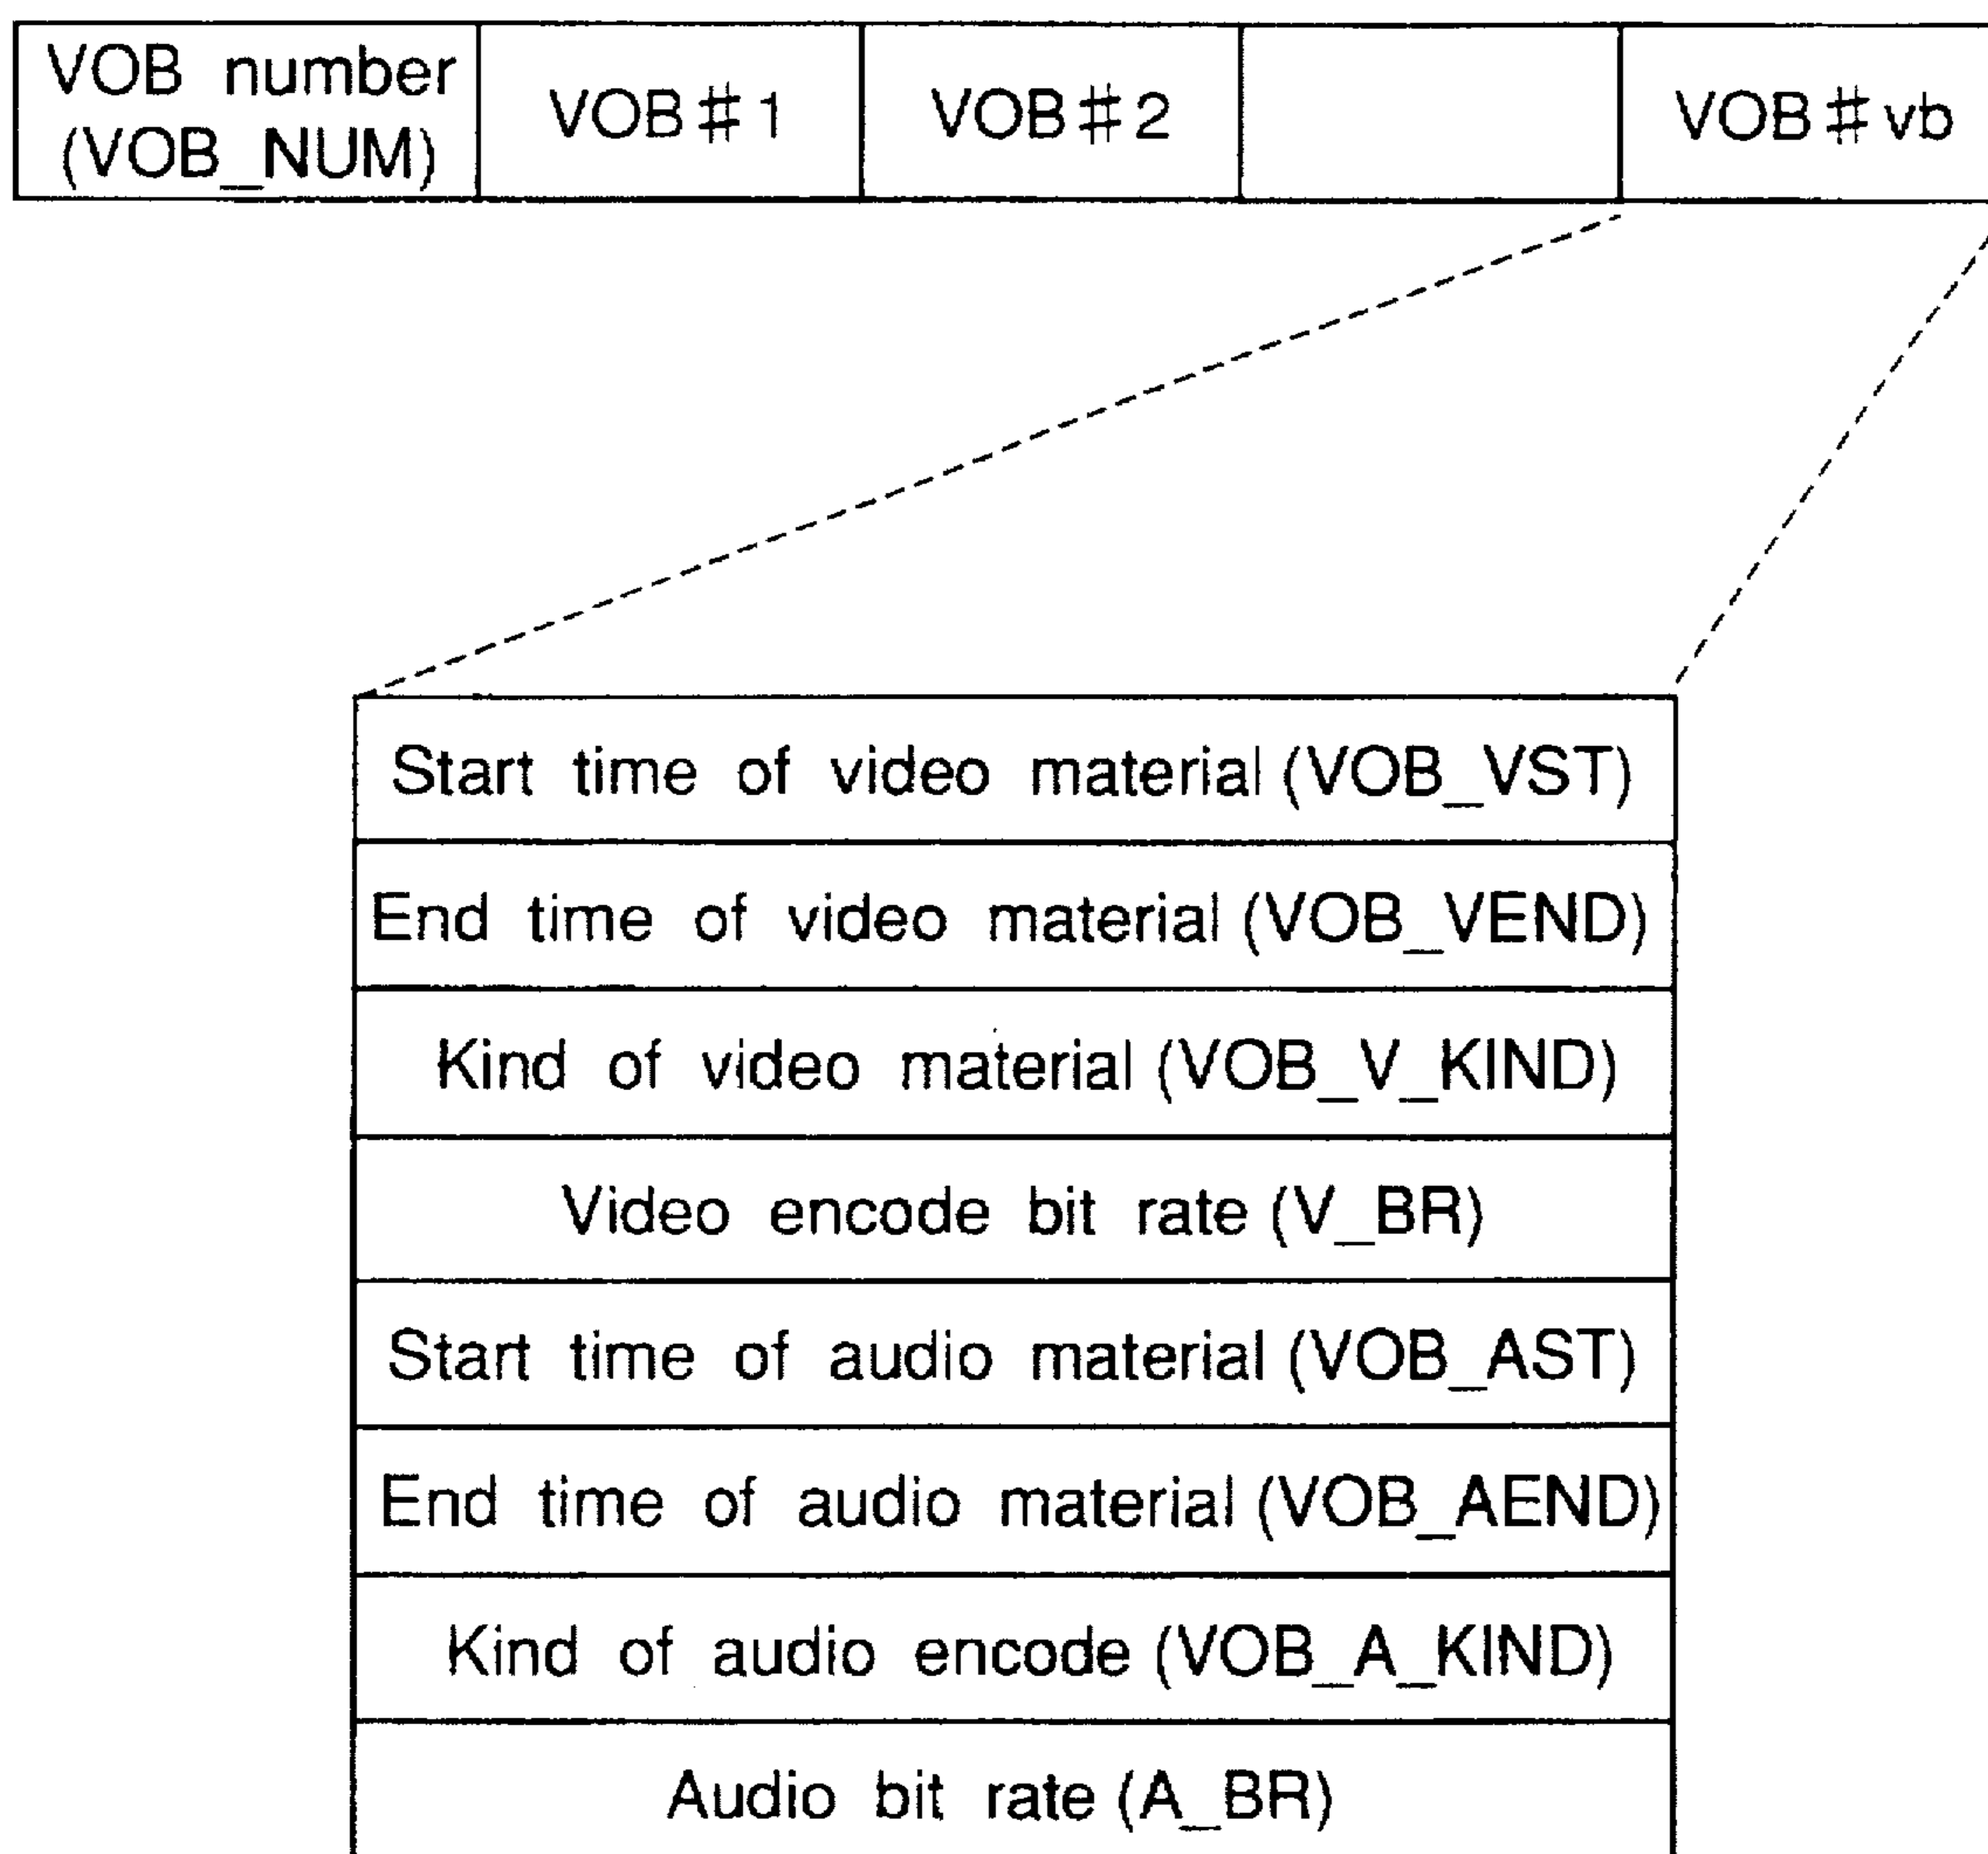 VOB number
(VOB_NUM)
VOB#1
VOB#2
VOB#vb
Start time of video material (VOB_VST)
End time of video material (VOB_VEND)
Kind of video material (VOB_V_KIND)
Video encode bit rate (V_BR)
Start time of audio material (VOB_AST)
End time of audio material (VOB_AEND)
Kind of audio encode (VOB_A_KIND)
Audio bit rate (A_BR)